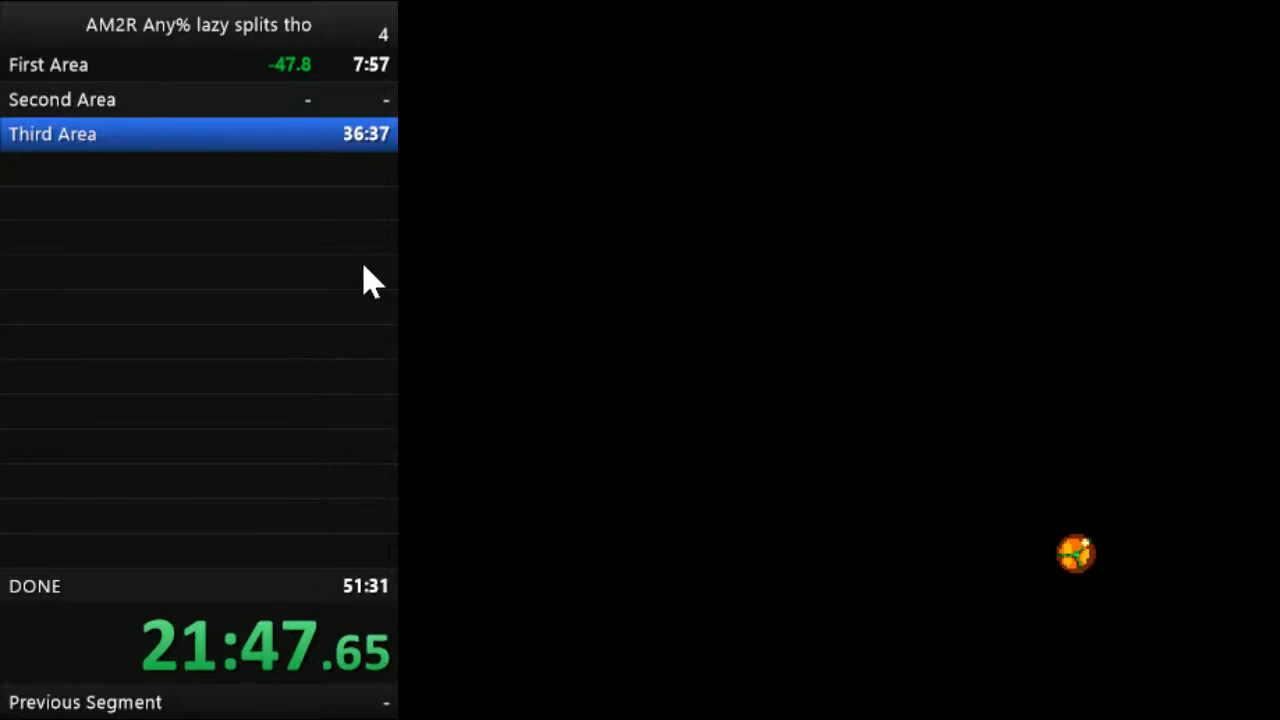 AM2R Any% lazy splits tho
4
First Area -47.8 7:57
Second Area - -
Third Area 36:37
DONE 51:31
21:47.65
Previous Segment -